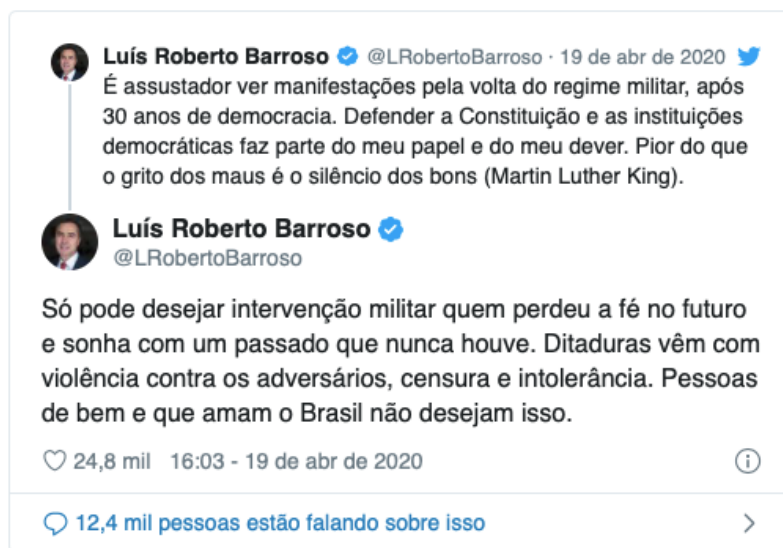 Luís Roberto Barroso @LRobertoBarroso · 19 de abr de 2020
É assustador ver manifestações pela volta do regime militar, após
30 anos de democracia. Defender a Constituição e as instituições
democráticas faz parte do meu papel e do meu dever. Pior do que
o grito dos maus é o silêncio dos bons (Martin Luther King).
Luís Roberto Barroso
@LRobertoBarroso
Só pode desejar intervenção militar quem perdeu a fé no futuro
e sonha com um passado que nunca houve. Ditaduras vêm com
violência contra os adversários, censura e intolerância. Pessoas
de bem e que amam o Brasil não desejam isso.
24,8 mil 16:03 - 19 de abr de 2020
12,4 mil pessoas estão falando sobre isso